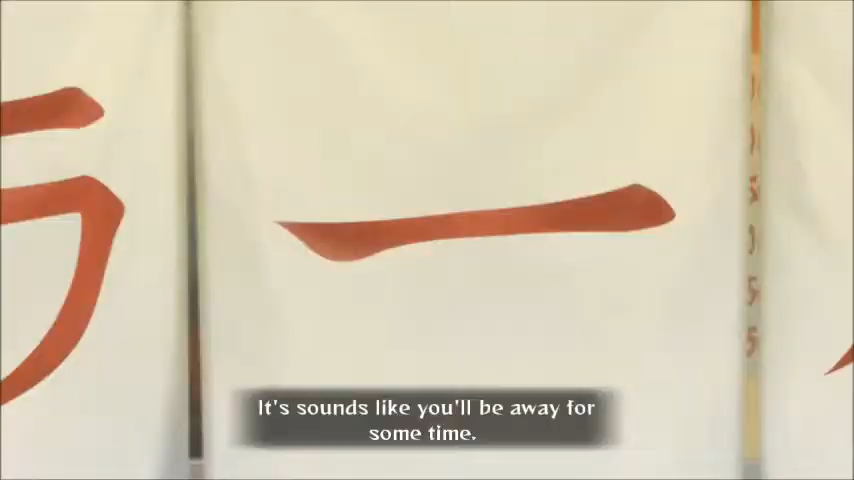 ラー
It's sounds like you'll be away for
some time.